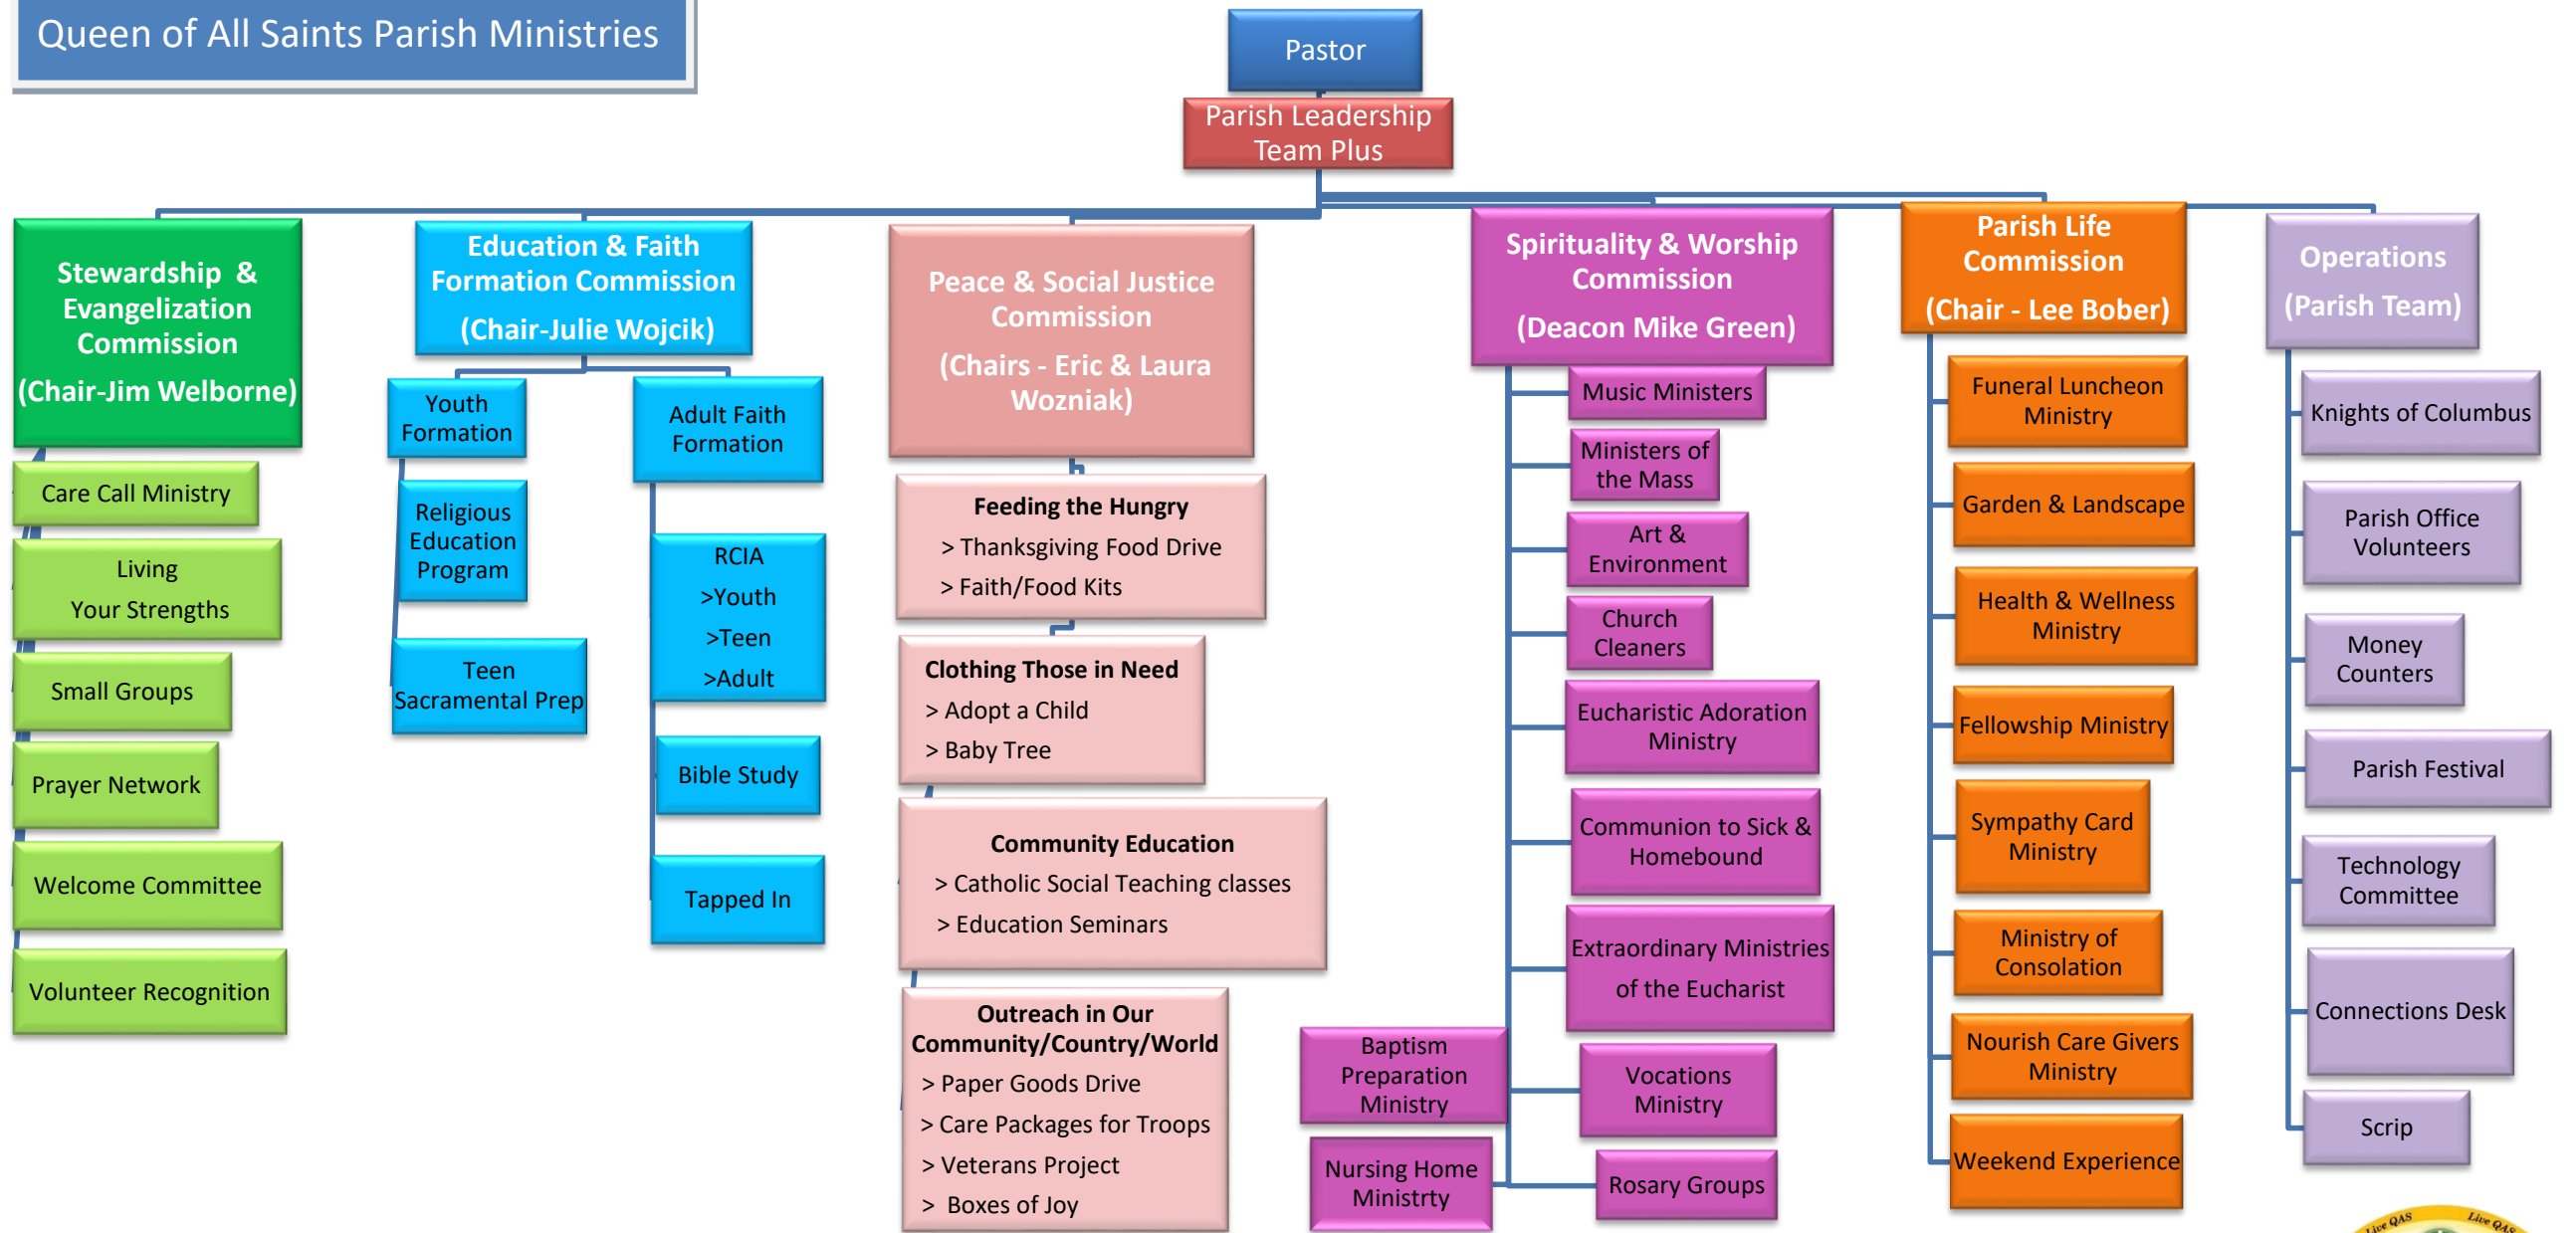 Queen of All Saints Parish Ministries
Pastor
Parish Leadership
Team Plus
Stewardship &
Evangelization
Commission
(Chair-Jim Welborne)
Care Call Ministry
Living
Your Strengths
Small Groups
Prayer Network
Welcome Committee
Volunteer Recognition
Education & Faith
Formation Commission
(Chair-Julie Wojcik)
Youth
Formation
Religious
Education
Program
Teen
Sacramental Prep
Adult Faith
Formation
RCIA
>Youth
>Teen
>Adult
Bible Study
Tapped In
Peace & Social Justice
Commission
(Chairs - Eric & Laura
Wozniak)
Feeding the Hungry
> Thanksgiving Food Drive
> Faith/Food Kits
Clothing Those in Need
> Adopt a Child
> Baby Tree
Community Education
> Catholic Social Teaching classes
> Education Seminars
Outreach in Our
Community/Country/World
> Paper Goods Drive
> Care Packages for Troops
> Veterans Project
> Boxes of Joy
Spirituality & Worship
Commission
(Deacon Mike Green)
Music Ministers
Ministers of
the Mass
Art &
Environment
Church
Cleaners
Eucharistic Adoration
Ministry
Communion to Sick &
Homebound
Extraordinary Ministries
of the Eucharist
Baptism
Preparation
Ministry
Vocations
Ministry
Nursing Home
Ministrty
Rosary Groups
Parish Life
Commission
(Chair - Lee Bober)
Funeral Luncheon
Ministry
Garden & Landscape
Health & Wellness
Ministry
Fellowship Ministry
Sympathy Card
Ministry
Ministry of
Consolation
Nourish Care Givers
Ministry
Weekend Experience
Operations
(Parish Team)
Knights of Columbus
Parish Office
Volunteers
Money
Counters
Parish Festival
Technology
Committee
Connections Desk
Scrip
Live QAS
Live QAS